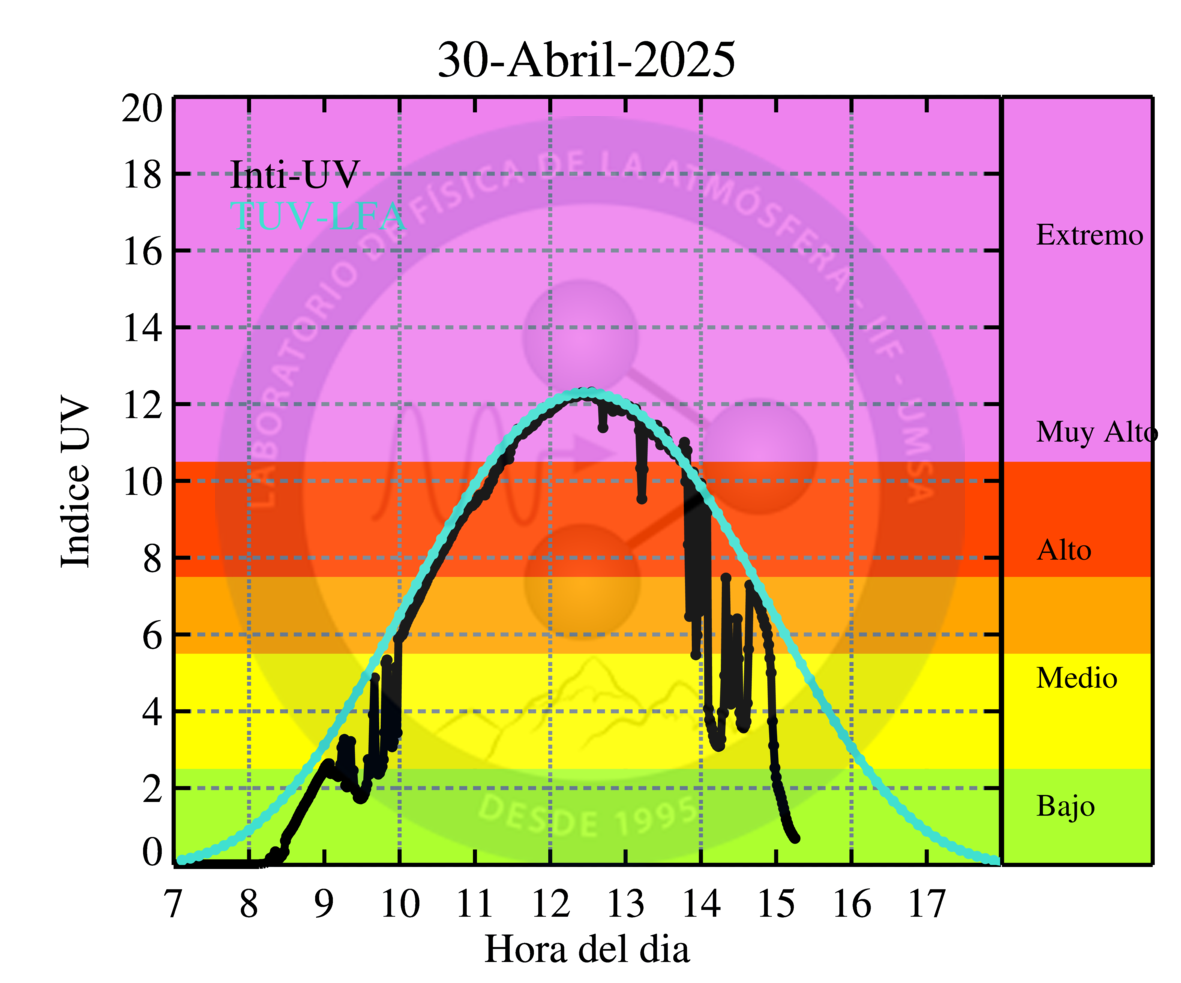 30-Abril-2025
20
18
16
14
12
10
8
6
4
2
0
Indice UV
Inti-UV
TUV-LFA
LABORATORIO DE FÍSICA DE LA ATMÓSFERA - IIF - UMSA
DESDE 1995
Extremo
Muy Alto
Alto
Medio
Bajo
7 8 9 10 11 12 13 14 15 16 17
Hora del dia